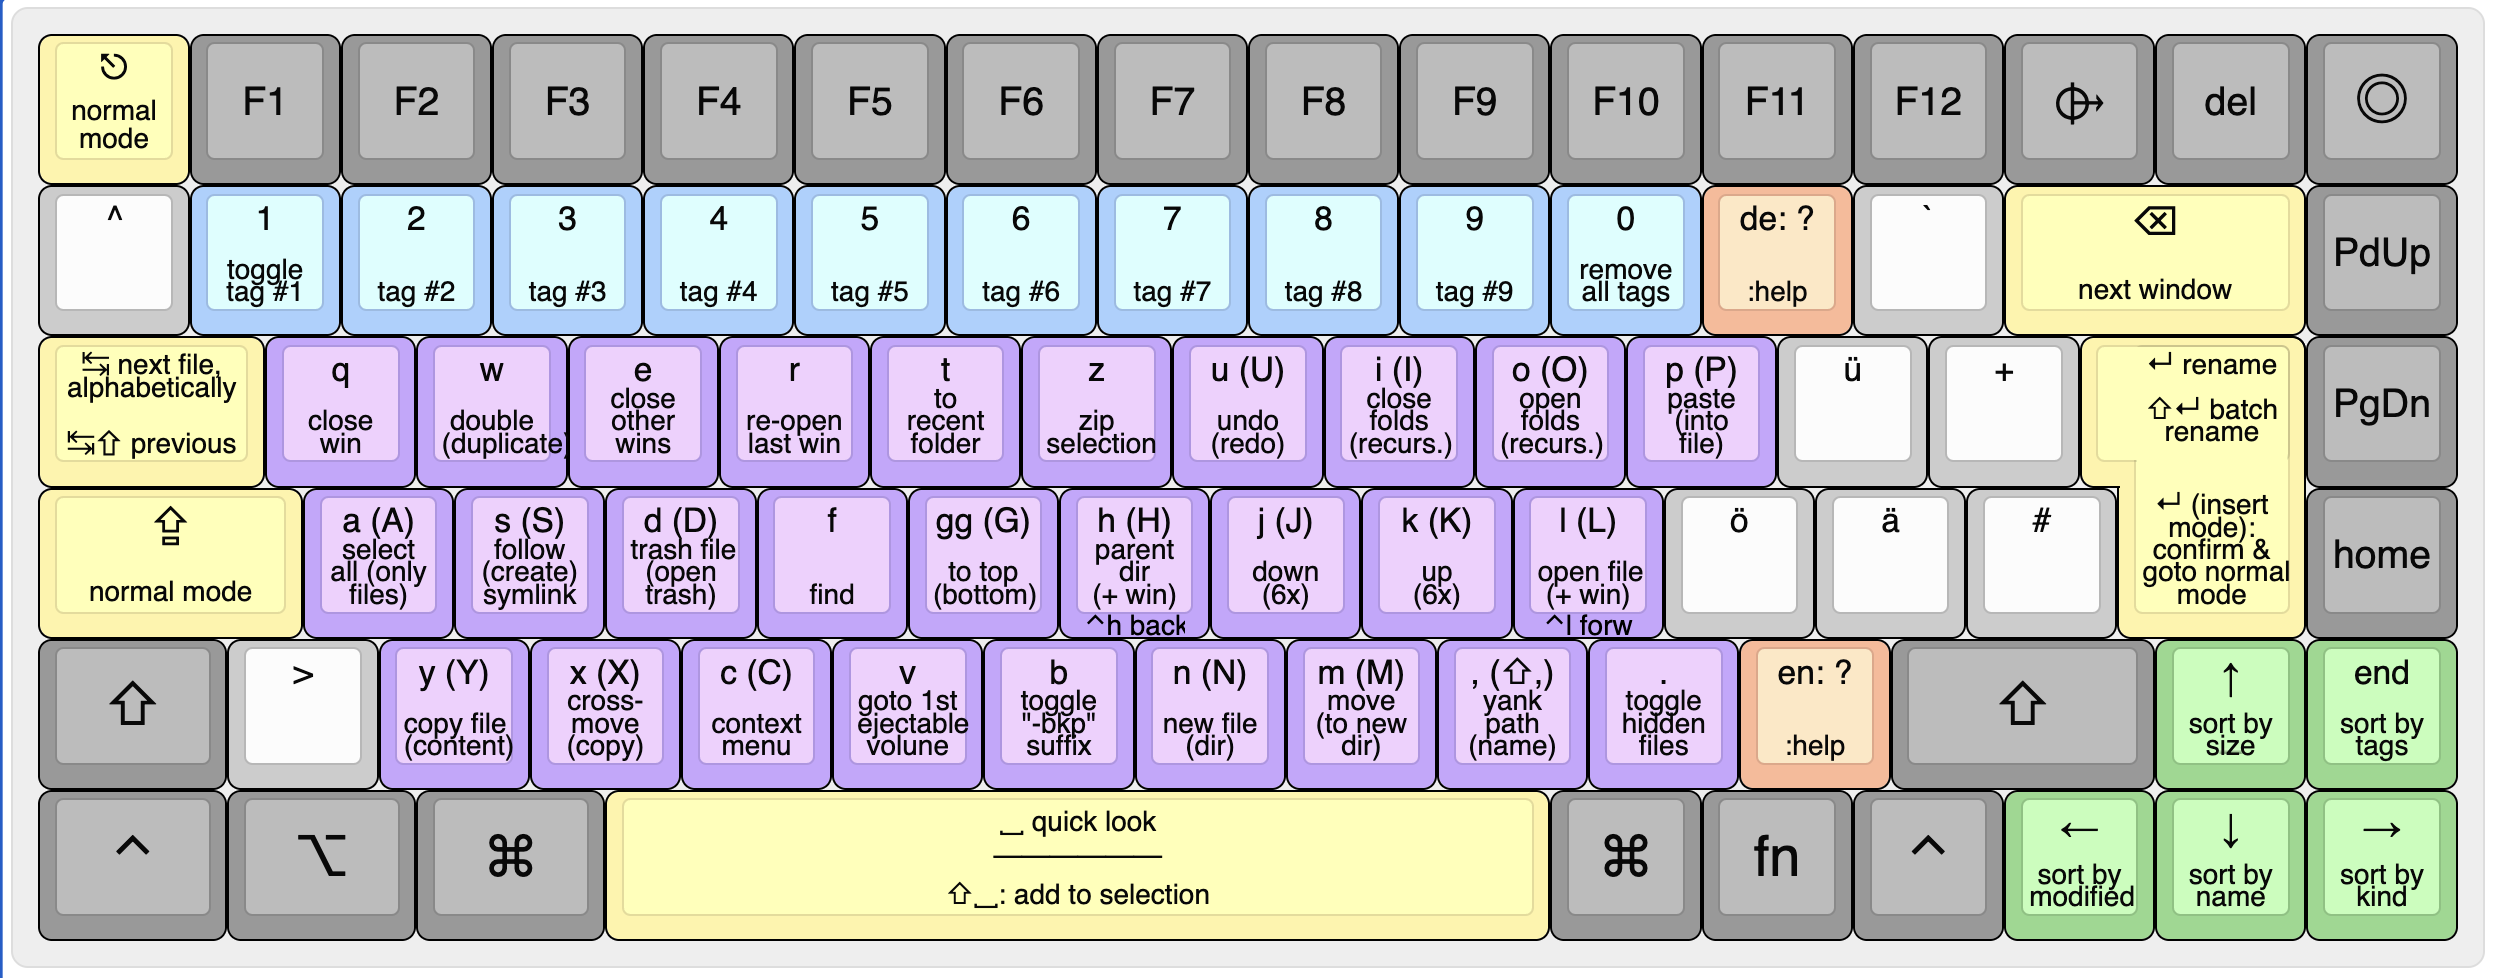 normal
mode
F1
F2
F3
F4
F5
F6
F7
F8
F9
F10
F11
F12
del
^
1
toggle
tag #1
2
tag #2
3
tag #3
4
tag #4
5
tag #5
6
tag #6
7
tag #7
8
tag #8
9
tag #9
0
remove
all tags
de: ?
:help
`
⌫
next window
PdUp
↹ next file,
alphabetically
↹⇧ previous
q
close
win
w
double
(duplicate)
e
close
other
wins
r
re-open
last win
t
to
recent
folder
z
zip
selection
u (U)
undo
(redo)
i (I)
close
folds
(recurs.)
o (O)
open
folds
(recurs.)
p (P)
paste
(into
file)
ü
+
↵ rename
⇧↵ batch
rename
PgDn
⇪
normal mode
a (A)
select
all (only
files)
s (S)
follow
(create)
symlink
d (D)
trash file
(open
trash)
f
find
gg (G)
to top
(bottom)
h (H)
parent
dir
(+ win)
^h back
j (J)
down
(6x)
k (K)
up
(6x)
l (L)
open file
(+ win)
^l forw
ö
ä
#
↵ (insert
mode):
confirm &
goto normal
mode
home
⇧
>
y (Y)
copy file
(content)
x (X)
cross-
move
(copy)
c (C)
context
menu
v
goto 1st
ejectable
volune
b
toggle
"-bkp"
suffix
n (N)
new file
(dir)
m (M)
move
(to new
dir)
, (⇧,)
yank
path
(name)
.
toggle
hidden
files
en: ?
:help
⇧
↑
sort by
size
end
sort by
tags
^
⌥
⌘
⎵ quick look
⇧⎵: add to selection
⌘
fn
^
←
sort by
modified
↓
sort by
name
→
sort by
kind